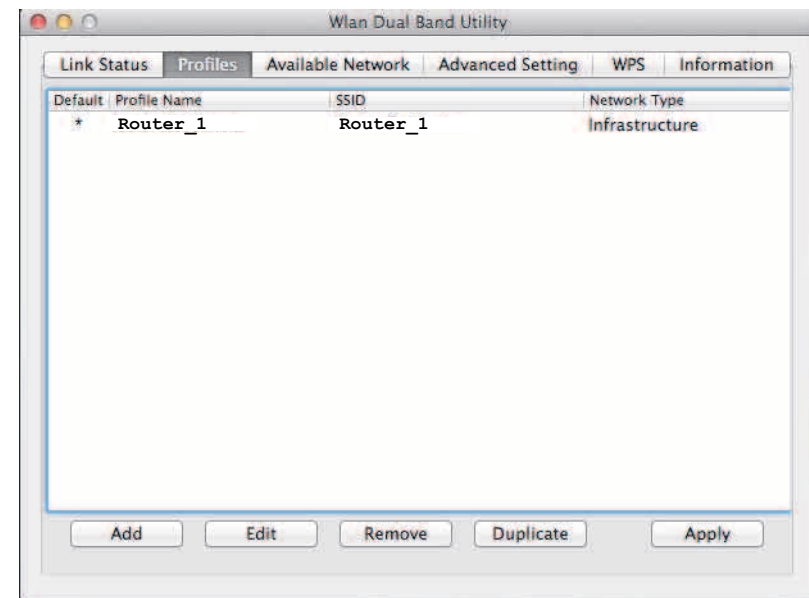 Wlan Dual Band Utility
Link Status Profiles Available Network Advanced Setting WPS Information
Default Profile Name SSID Network Type
* Router_1 Router_1 Infrastructure
Add Edit Remove Duplicate Apply